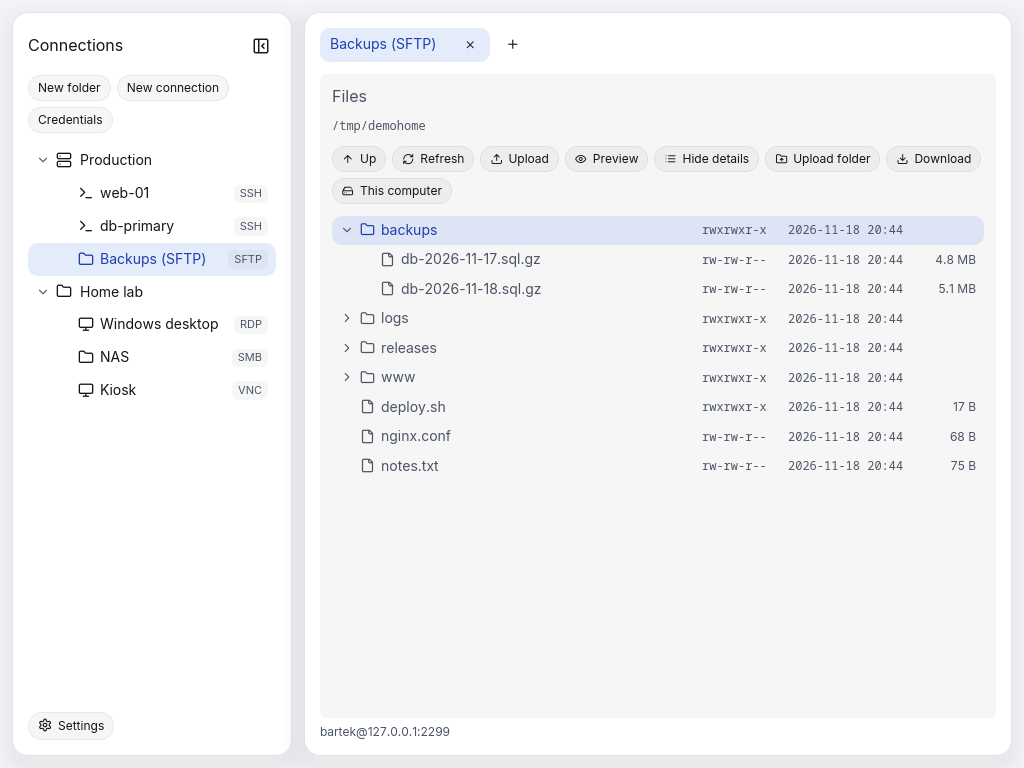 Connections
New folder
New connection
Credentials
Production
web-01 SSH
db-primary SSH
Backups (SFTP) SFTP
Home lab
Windows desktop RDP
NAS SMB
Kiosk VNC
Settings
Backups (SFTP)
Files
/tmp/demohome
Up Refresh Upload Preview Hide details Upload folder Download
This computer
backups rwxrwxr-x 2026-11-18 20:44
db-2026-11-17.sql.gz rw-rw-r-- 2026-11-18 20:44 4.8 MB
db-2026-11-18.sql.gz rw-rw-r-- 2026-11-18 20:44 5.1 MB
logs rwxrwxr-x 2026-11-18 20:44
releases rwxrwxr-x 2026-11-18 20:44
www rwxrwxr-x 2026-11-18 20:44
deploy.sh rwxrwxr-x 2026-11-18 20:44 17 B
nginx.conf rw-rw-r-- 2026-11-18 20:44 68 B
notes.txt rw-rw-r-- 2026-11-18 20:44 75 B
bartek@127.0.0.1:2299